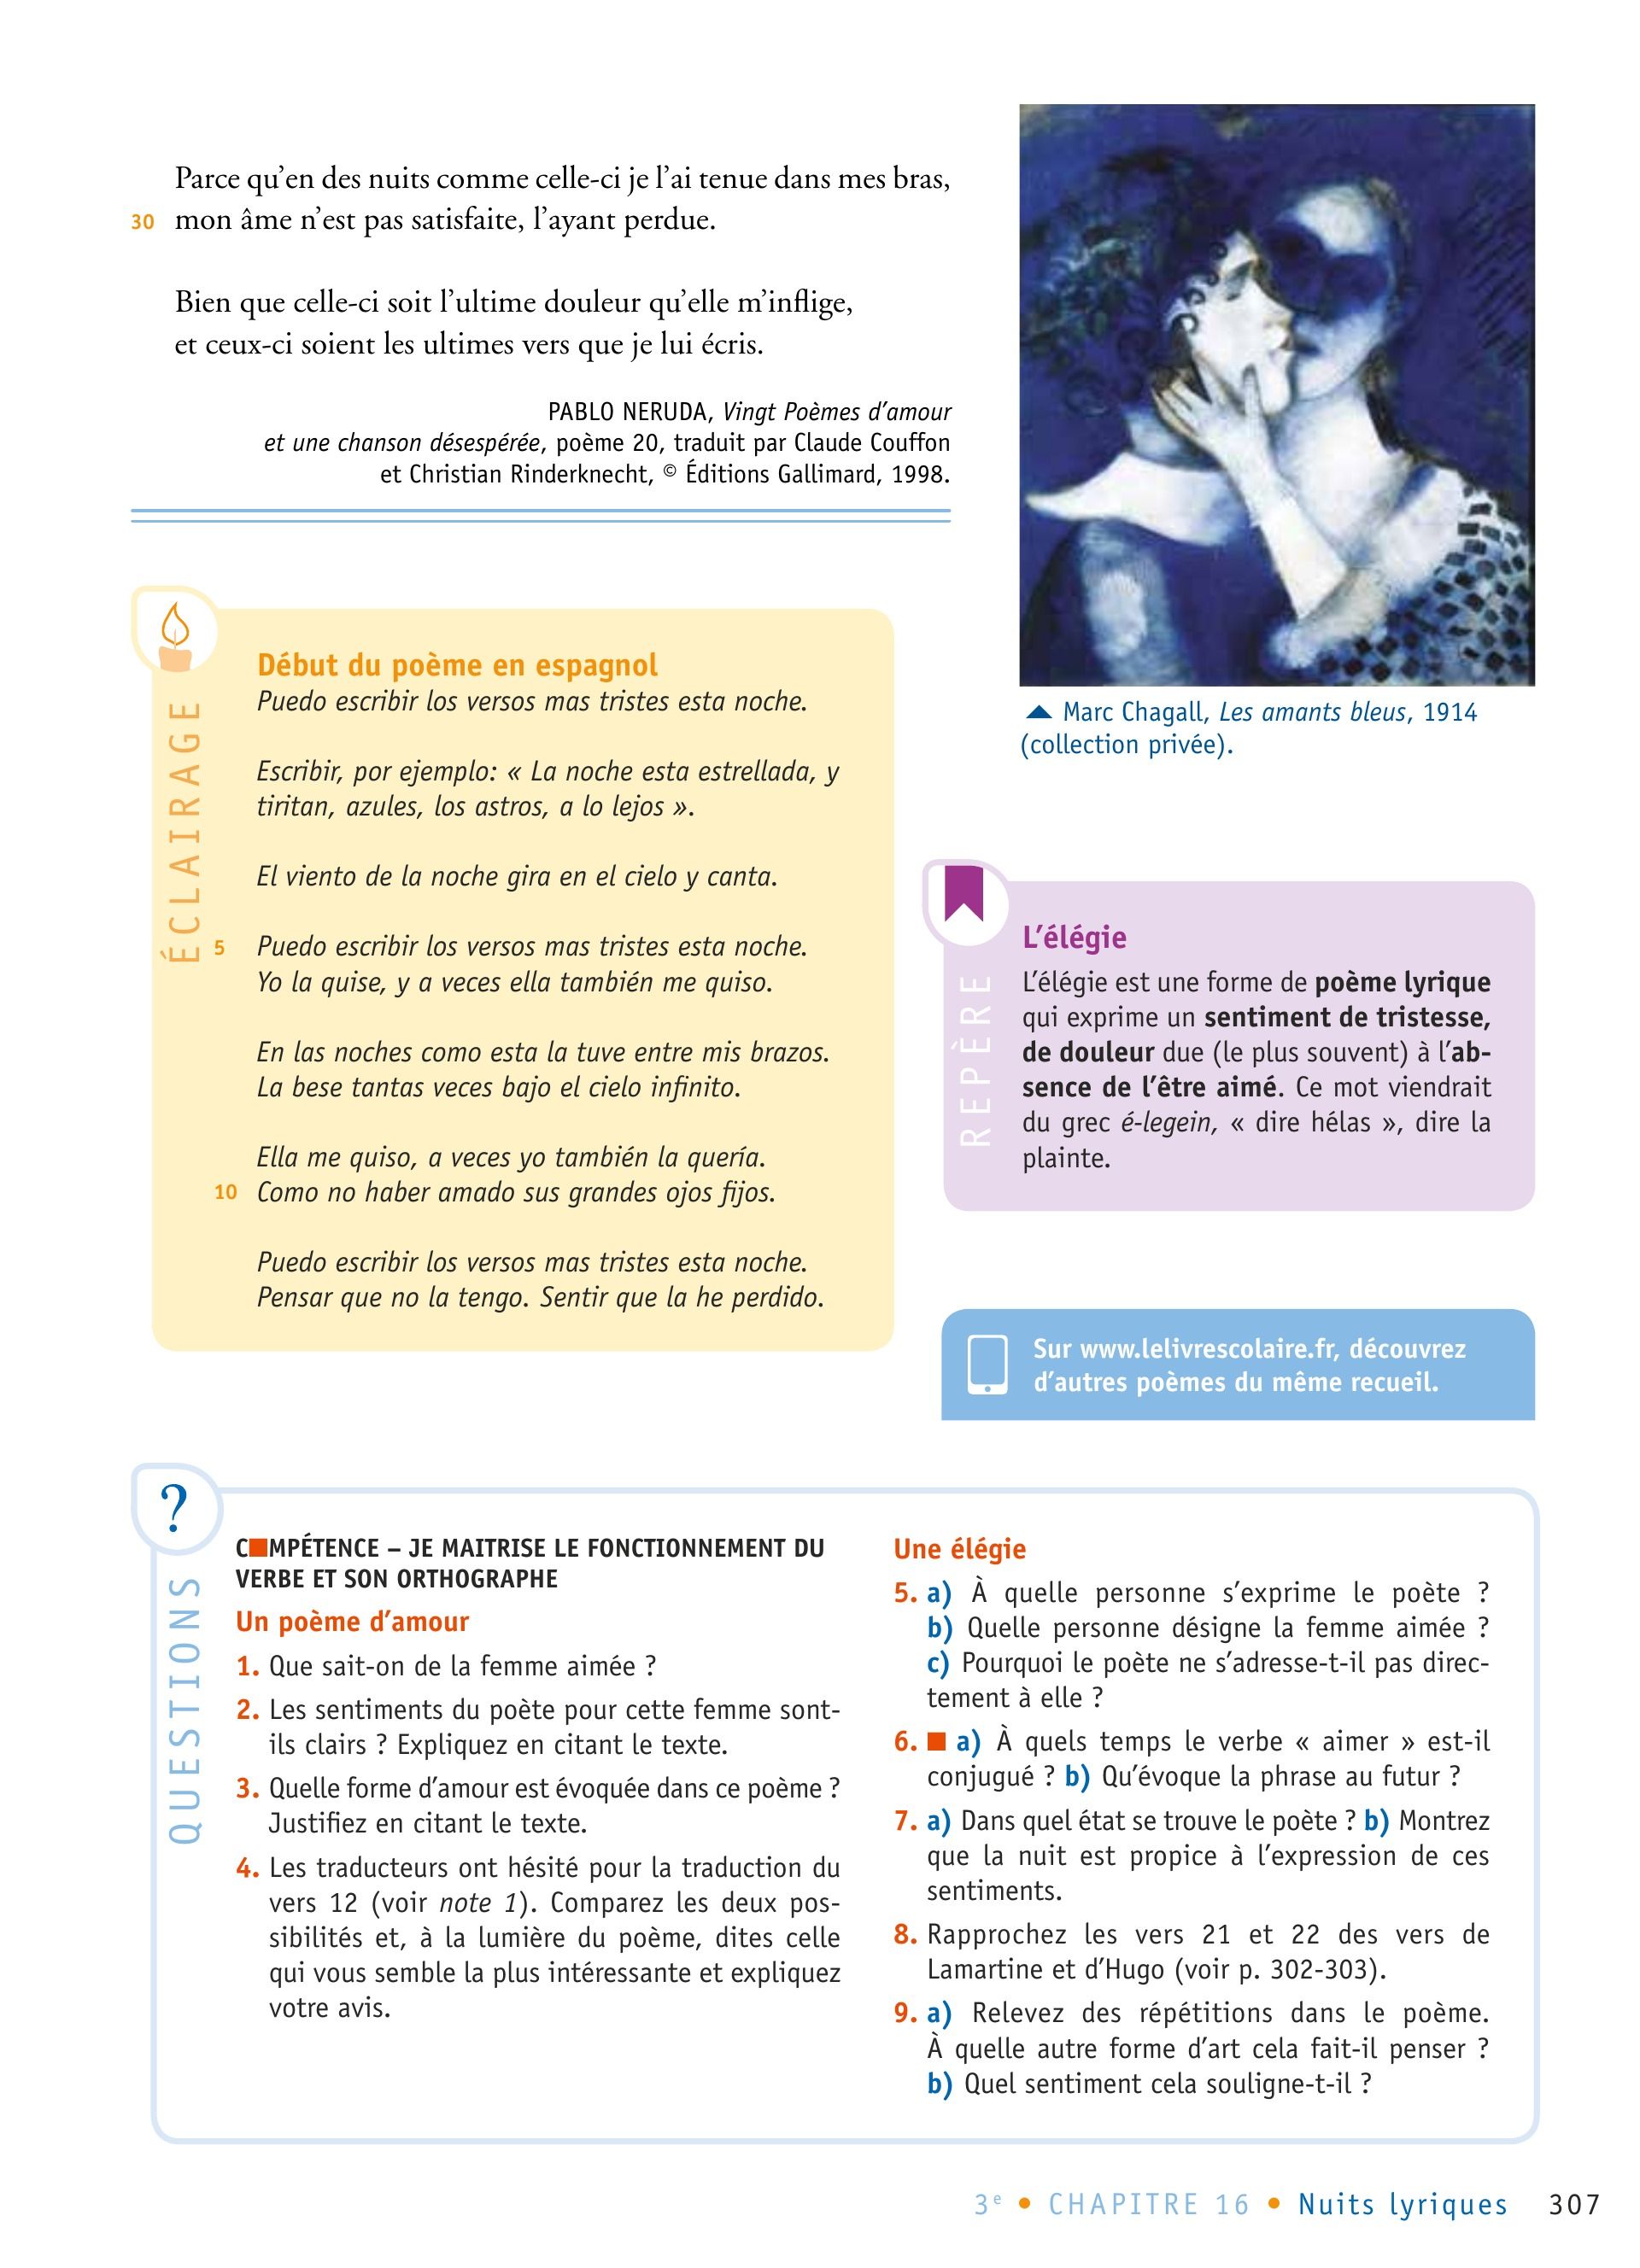 Parce qu’en des nuits comme celle-ci je l’ai tenue dans mes bras,
30 mon âme n’est pas satisfaite, l’ayant perdue.
Bien que celle-ci soit l’ultime douleur qu’elle m’inflige,
et ceux-ci soient les ultimes vers que je lui écris.
PABLO NERUDA, Vingt Poèmes d’amour
et une chanson désespérée, poème 20, traduit par Claude Couffon
et Christian Rinderknecht, © Éditions Gallimard, 1998.
▲ Marc Chagall, Les amants bleus, 1914
(collection privée).
ÉCLAIRAGE
Début du poème en espagnol
Puedo escribir los versos mas tristes esta noche.
Escribir, por ejemplo: « La noche esta estrellada, y
tiritan, azules, los astros, a lo lejos ».
El viento de la noche gira en el cielo y canta.
5 Puedo escribir los versos mas tristes esta noche.
Yo la quise, y a veces ella también me quiso.
En las noches como esta la tuve entre mis brazos.
La bese tantas veces bajo el cielo infinito.
Ella me quiso, a veces yo también la quería.
10 Como no haber amado sus grandes ojos fijos.
Puedo escribir los versos mas tristes esta noche.
Pensar que no la tengo. Sentir que la he perdido.
REPÈRE
L’élégie
L’élégie est une forme de poème lyrique
qui exprime un sentiment de tristesse,
de douleur due (le plus souvent) à l’ab-
sence de l’être aimé. Ce mot viendrait
du grec é-legein, « dire hélas », dire la
plainte.
Sur www.lelivrescolaire.fr, découvrez
d’autres poèmes du même recueil.
?
QUESTIONS
C■MPÉTENCE – JE MAITRISE LE FONCTIONNEMENT DU
VERBE ET SON ORTHOGRAPHE
Un poème d’amour
1. Que sait-on de la femme aimée ?
2. Les sentiments du poète pour cette femme sont-
ils clairs ? Expliquez en citant le texte.
3. Quelle forme d’amour est évoquée dans ce poème ?
Justifiez en citant le texte.
4. Les traducteurs ont hésité pour la traduction du
vers 12 (voir note 1). Comparez les deux pos-
sibilités et, à la lumière du poème, dites celle
qui vous semble la plus intéressante et expliquez
votre avis.
Une élégie
5. a) À quelle personne s’exprime le poète ?
b) Quelle personne désigne la femme aimée ?
c) Pourquoi le poète ne s’adresse-t-il pas direc-
tement à elle ?
6. ■ a) À quels temps le verbe « aimer » est-il
conjugué ? b) Qu’évoque la phrase au futur ?
7. a) Dans quel état se trouve le poète ? b) Montrez
que la nuit est propice à l’expression de ces
sentiments.
8. Rapprochez les vers 21 et 22 des vers de
Lamartine et d’Hugo (voir p. 302-303).
9. a) Relevez des répétitions dans le poème.
À quelle autre forme d’art cela fait-il penser ?
b) Quel sentiment cela souligne-t-il ?
3e • CHAPITRE 16 • Nuits lyriques 307